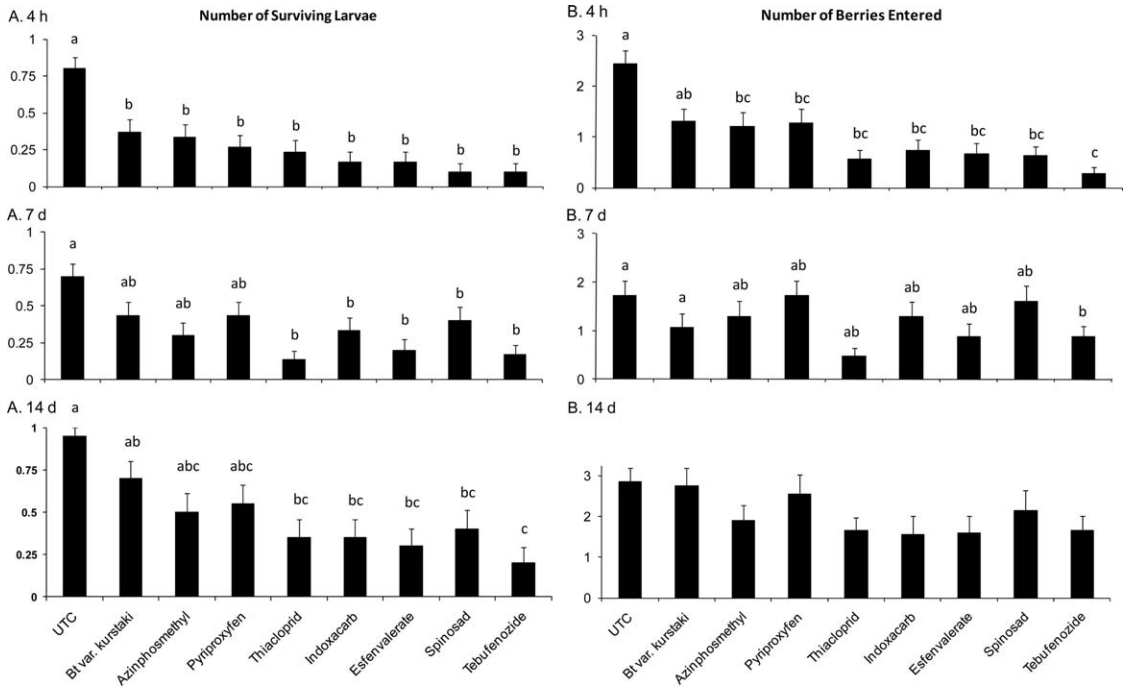 A. 4 h
Number of Surviving Larvae
1
0.75
0.5
0.25
0
a
b
b
b
b
b
b
b
b
B. 4 h
Number of Berries Entered
3
2
1
0
a
ab
bc
bc
bc
bc
bc
bc
c
A. 7 d
1
0.75
0.5
0.25
0
a
ab
ab
ab
b
b
b
b
b
B. 7 d
3
2
1
0
a
a
ab
ab
ab
ab
ab
ab
b
A. 14 d
1
0.75
0.5
0.25
0
a
ab
abc
abc
bc
bc
bc
bc
c
UTC
Bt var. kurstaki
Azinphosmethyl
Pyriproxyfen
Thiacloprid
Indoxacarb
Esfenvalerate
Spinosad
Tebufenozide
B. 14 d
3
2
1
0
UTC
Bt var. kurstaki
Azinphosmethyl
Pyriproxyfen
Thiacloprid
Indoxacarb
Esfenvalerate
Spinosad
Tebufenozide